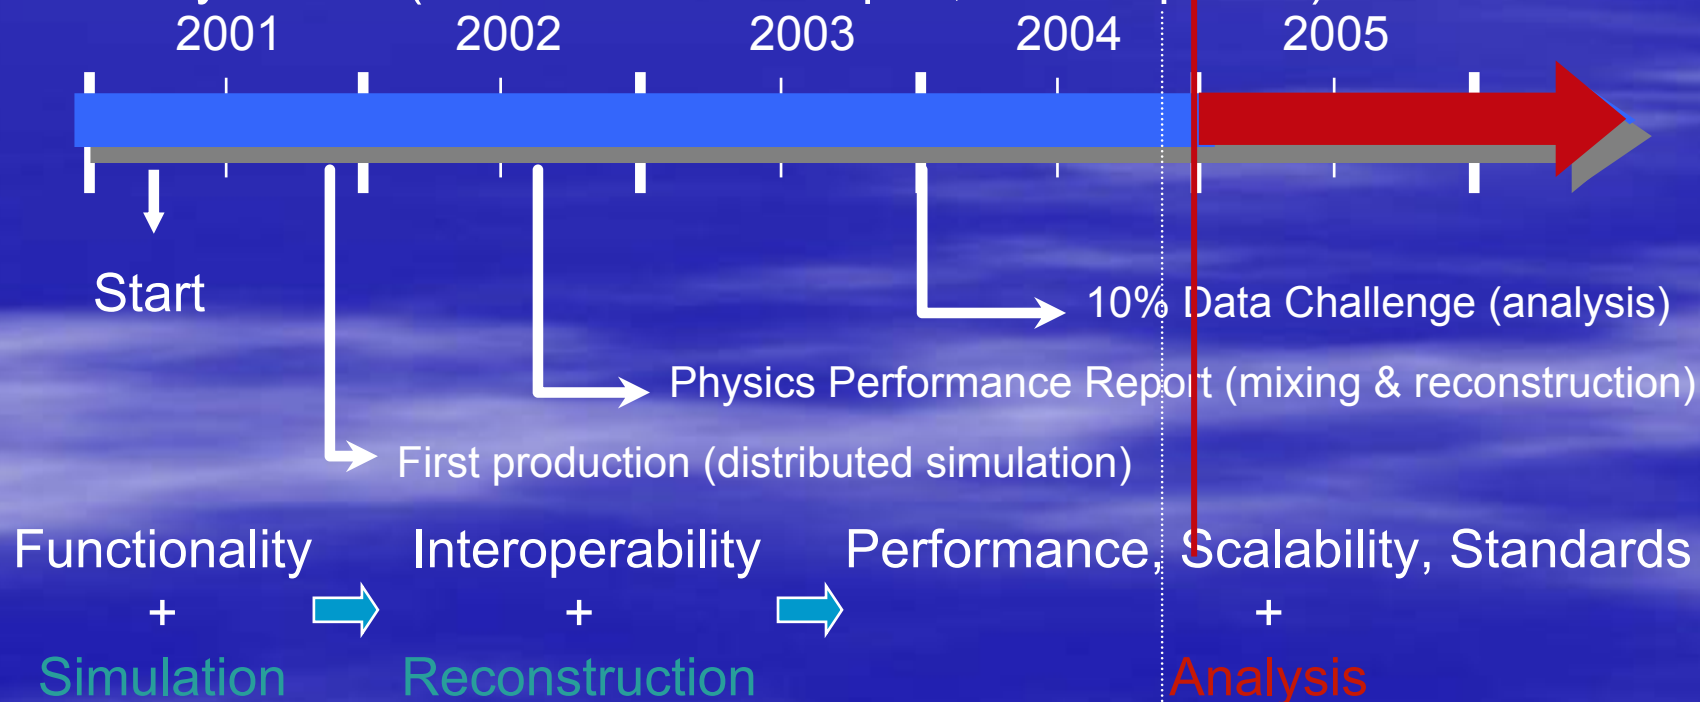 2001 2002 2003 2004 2005
Start
10% Data Challenge (analysis)
Physics Performance Report (mixing & reconstruction)
First production (distributed simulation)
Functionality Interoperability Performance, Scalability, Standards
+ + +
Simulation Reconstruction Analysis